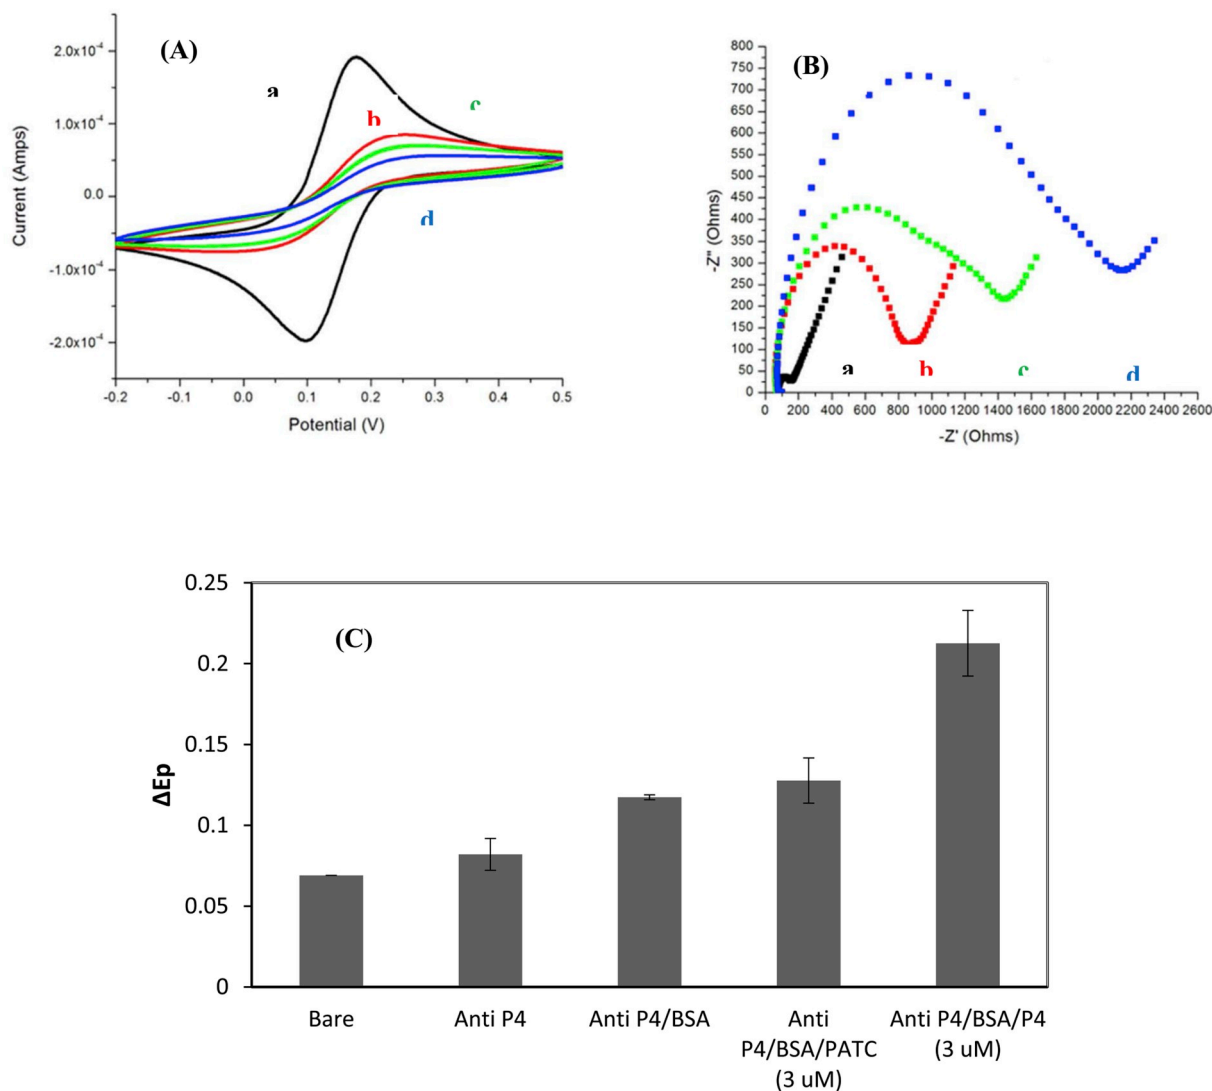 (A)
a
b
c
d
Current (Amps)
2.0x10⁻⁴
1.0x10⁻⁴
0.0
-1.0x10⁻⁴
-2.0x10⁻⁴
-0.2 -0.1 0.0 0.1 0.2 0.3 0.4 0.5
Potential (V)
(B)
-Z" (Ohms)
800
750
700
650
600
550
500
450
400
350
300
250
200
150
100
50
0
a b c d
0 200 400 600 800 1000 1200 1400 1600 1800 2000 2200 2400 2600
-Z' (Ohms)
(C)
ΔEp
0.25
0.2
0.15
0.1
0.05
0
Bare
Anti P4
Anti P4/BSA
Anti
P4/BSA/PATC
(3 uM)
Anti P4/BSA/P4
(3 uM)